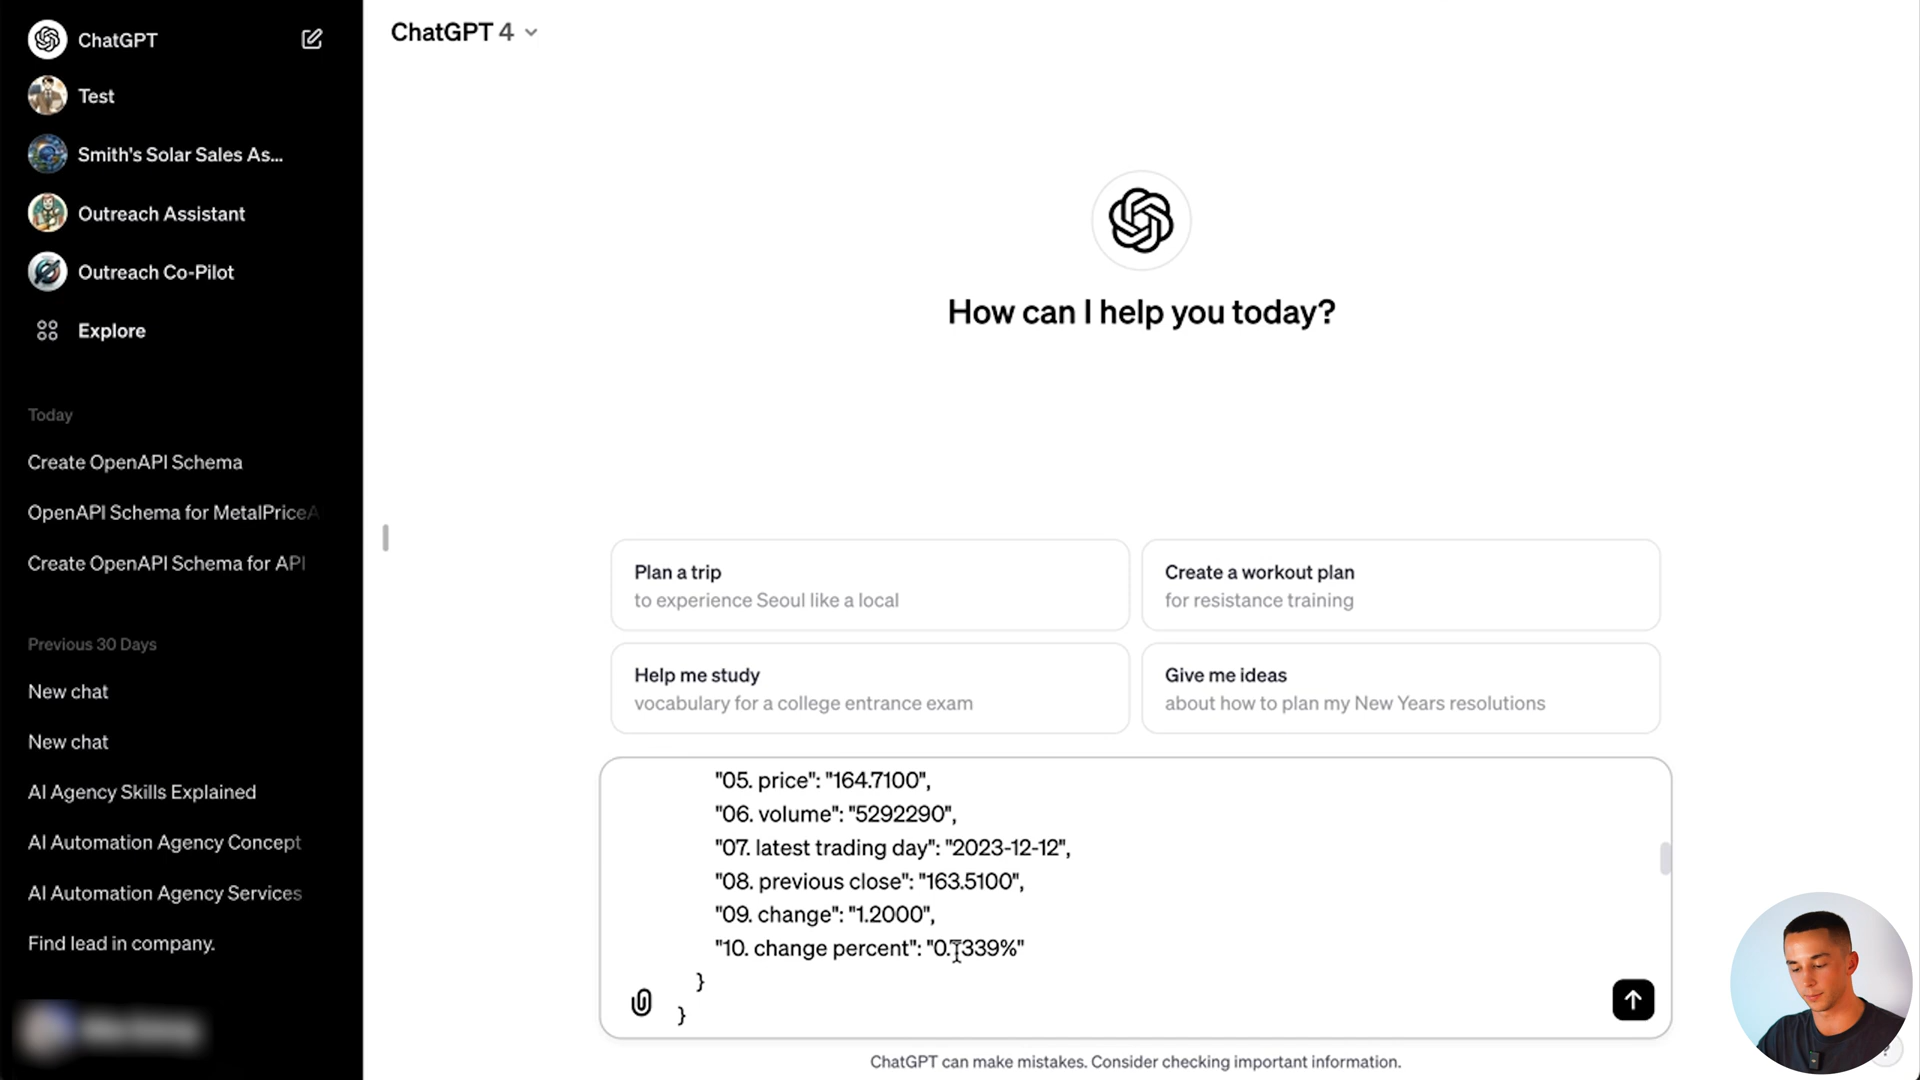 ChatGPT
Test
Smith's Solar Sales As...
Outreach Assistant
Outreach Co-Pilot
Explore
Today
Create OpenAPI Schema
OpenAPI Schema for MetalPriceA
Create OpenAPI Schema for API
Previous 30 Days
New chat
New chat
AI Agency Skills Explained
AI Automation Agency Concept
AI Automation Agency Services
Find lead in company.
ChatGPT 4
How can I help you today?
Plan a trip
to experience Seoul like a local
Create a workout plan
for resistance training
Help me study
vocabulary for a college entrance exam
Give me ideas
about how to plan my New Years resolutions
"05. price": "164.7100",
"06. volume": "5292290",
"07. latest trading day": "2023-12-12",
"08. previous close": "163.5100",
"09. change": "1.2000",
"10. change percent": "0.7339%"
}
}
ChatGPT can make mistakes. Consider checking important information.
?